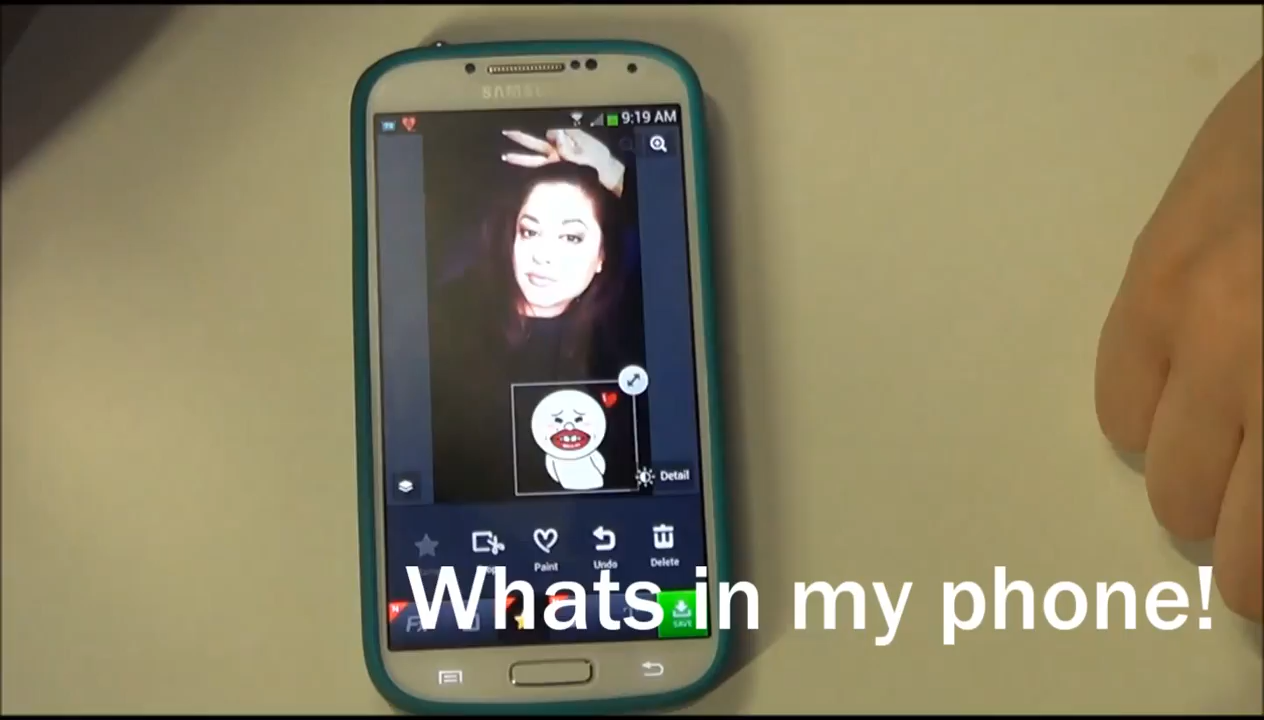 SAMSUNG
9:19 AM
Detail
Paint
Undo
Delete
SAVE
Whats in my phone!